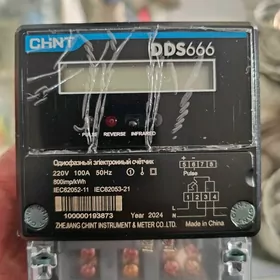 CHNT DDS666
PULSE REVERSE INFRARED
Однофазный электронный счётчик
220V 100A 50Hz
800imp/kWh
IEC62052-11 IEC62053-21
5 6 7 8
Pulse
1 2 3 4
100000193873 Year 2024
Made in China
ZHEJIANG CHINT INSTRUMENT & METER CO., LTD.